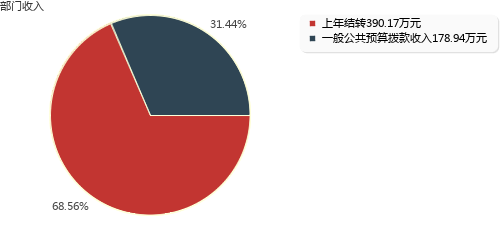 部门收入
31.44%
上年结转390.17万元
一般公共预算拨款收入178.94万元
68.56%